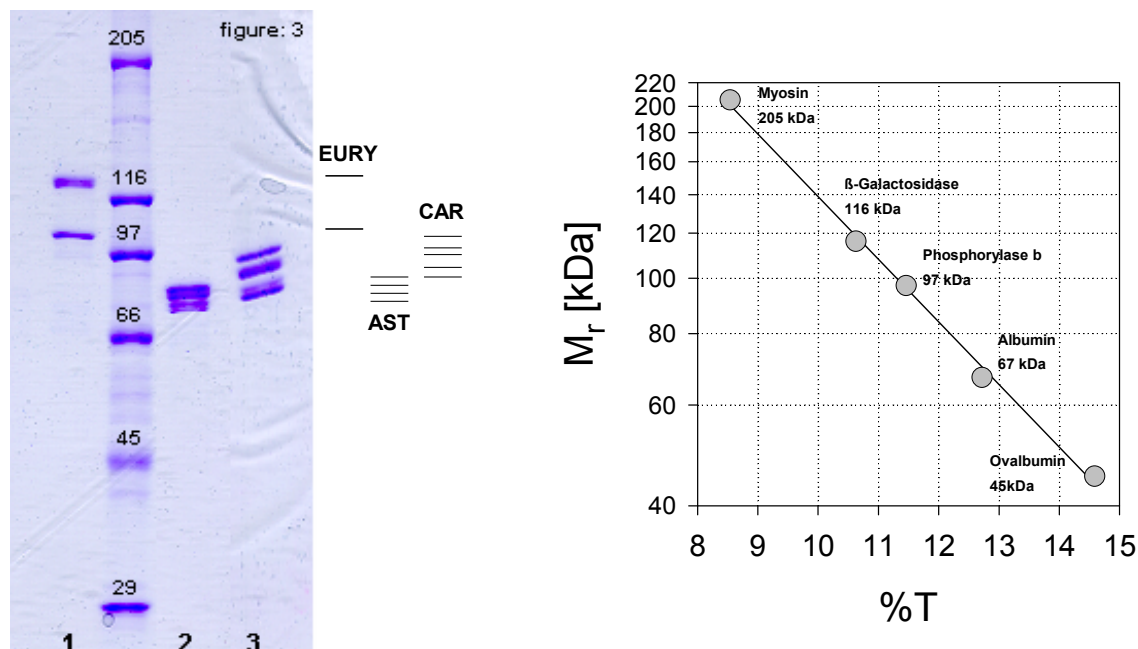 figure: 3
205
116
97
66
45
29
1
2
3
EURY
CAR
AST
220
200
180
160
140
120
100
80
60
40
Mr [kDa]
Myosin
205 kDa
ß-Galactosidase
116 kDa
Phosphorylase b
97 kDa
Albumin
67 kDa
Ovalbumin
45kDa
8 9 10 11 12 13 14 15
%T